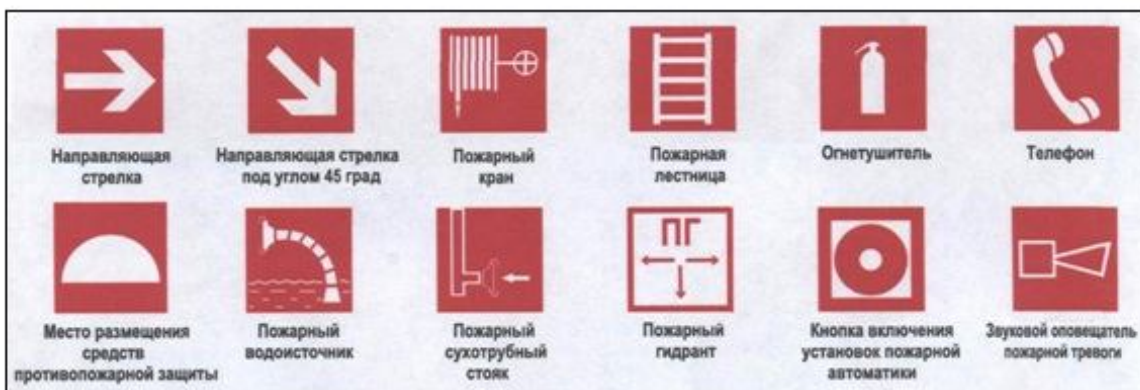 Направляющая
стрелка
Направляющая стрелка
под углом 45 град
Пожарный
кран
Пожарная
лестница
Огнетушитель
Телефон
Место размещения
средств
противопожарной защиты
Пожарный
водоисточник
Пожарный
сухотрубный
стояк
ПГ
Пожарный
гидрант
Кнопка включения
установок пожарной
автоматики
Звуковой оповещатель
пожарной тревоги